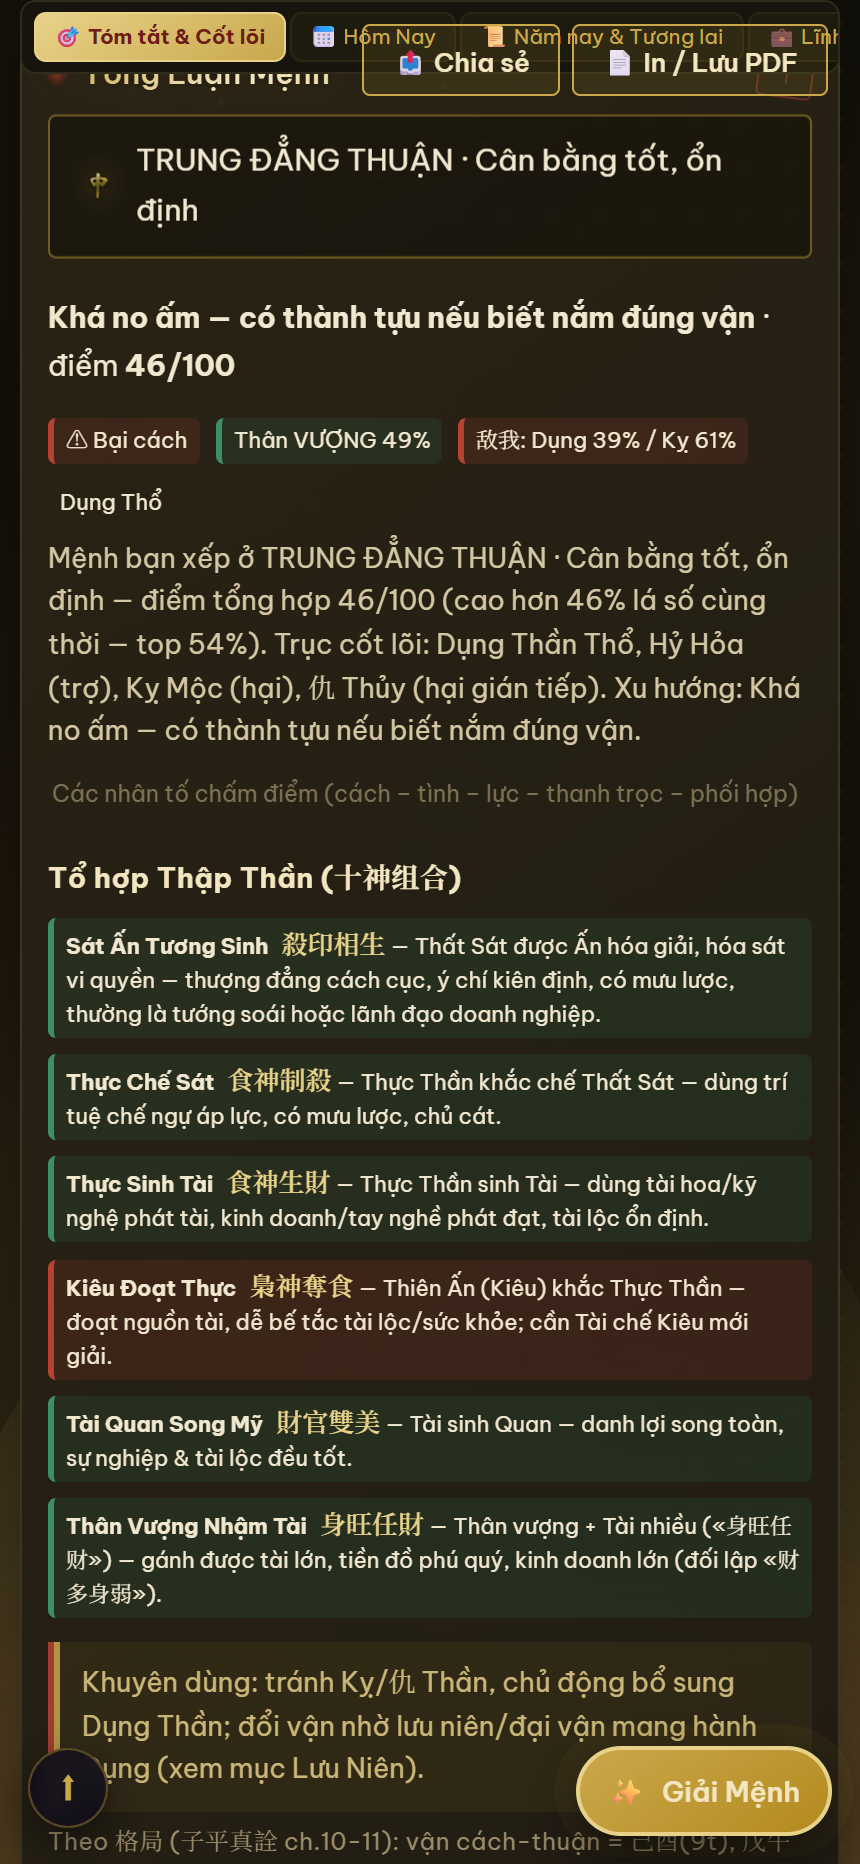 Tóm tắt & Cốt lõi
Hôm Nay
Năm nay & Tương lai
Lĩnh
Tổng Luận Mệnh
Chia sẻ
In / Lưu PDF
TRUNG ĐẲNG THUẬN · Cân bằng tốt, ổn
định
Khá no ấm — có thành tựu nếu biết nắm đúng vận ·
điểm 46/100
⚠ Bại cách
Thân VƯỢNG 49%
敌我: Dụng 39% / Kỵ 61%
Dụng Thổ
Mệnh bạn xếp ở TRUNG ĐẲNG THUẬN · Cân bằng tốt, ổn
định — điểm tổng hợp 46/100 (cao hơn 46% lá số cùng
thời — top 54%). Trục cốt lõi: Dụng Thần Thổ, Hỷ Hỏa
(trợ), Kỵ Mộc (hại), 仇 Thủy (hại gián tiếp). Xu hướng: Khá
no ấm — có thành tựu nếu biết nắm đúng vận.
Các nhân tố chấm điểm (cách – tình – lực – thanh trọc – phối hợp)
Tổ hợp Thập Thần (十神组合)
Sát Ấn Tương Sinh 殺印相生 — Thất Sát được Ấn hóa giải, hóa sát
vi quyền — thượng đẳng cách cục, ý chí kiên định, có mưu lược,
thường là tướng soái hoặc lãnh đạo doanh nghiệp.
Thực Chế Sát 食神制殺 — Thực Thần khắc chế Thất Sát — dùng trí
tuệ chế ngự áp lực, có mưu lược, chủ cát.
Thực Sinh Tài 食神生財 — Thực Thần sinh Tài — dùng tài hoa/kỹ
nghệ phát tài, kinh doanh/tay nghề phát đạt, tài lộc ổn định.
Kiêu Đoạt Thực 梟神奪食 — Thiên Ấn (Kiêu) khắc Thực Thần —
đoạt nguồn tài, dễ bế tắc tài lộc/sức khỏe; cần Tài chế Kiêu mới
giải.
Tài Quan Song Mỹ 財官雙美 — Tài sinh Quan — danh lợi song toàn,
sự nghiệp & tài lộc đều tốt.
Thân Vượng Nhậm Tài 身旺任財 — Thân vượng + Tài nhiều («身旺任
财») — gánh được tài lớn, tiền đồ phú quý, kinh doanh lớn (đối lập «财
多身弱»).
Khuyên dùng: tránh Kỵ/仇 Thần, chủ động bổ sung
Dụng Thần; đổi vận nhờ lưu niên/đại vận mang hành
Dụng (xem mục Lưu Niên).
Giải Mệnh
Theo 格局 (子平真詮 ch.10-11): vận cách-thuận = 己酉(9t), 戊午